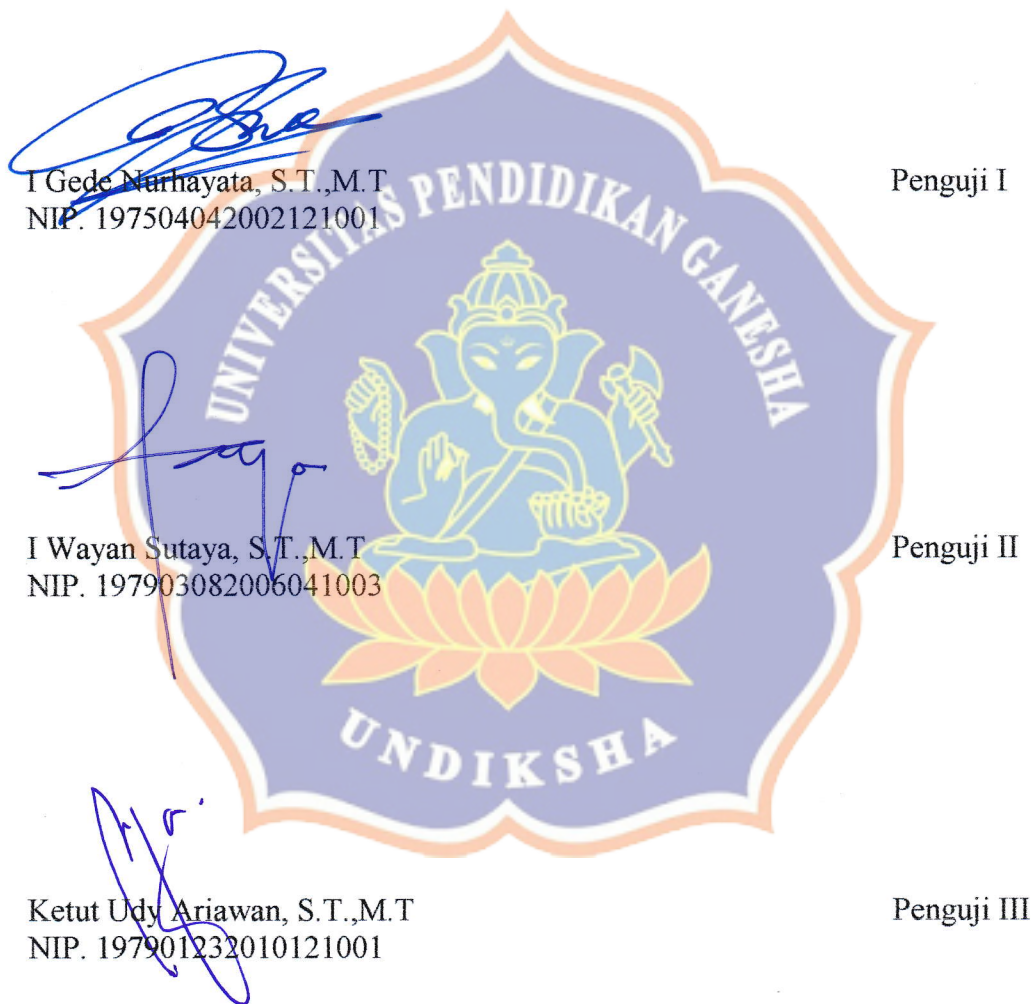 I Gede Nurhayata, S.T.,M.T Penguji I
NIP. 197504042002121001
UNIVERSITAS PENDIDIKAN GANESHA
I Wayan Sutaya, S.T.,M.T Penguji II
NIP. 197903082006041003
UNDIKSHA
Ketut Udy Ariawan, S.T.,M.T Penguji III
NIP. 197901232010121001